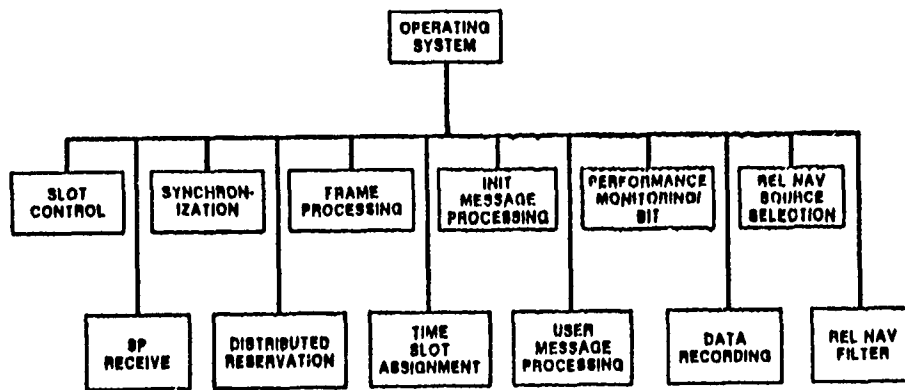 OPERATING
SYSTEM
SLOT
CONTROL
SYNCHRON-
IZATION
FRAME
PROCESSING
INIT
MESSAGE
PROCESSING
PERFORMANCE
MONITORING/
BIT
REL NAV
SOURCE
SELECTION
SP
RECEIVE
DISTRIBUTED
RESERVATION
TIME
SLOT
ASSIGNMENT
USER
MESSAGE
PROCESSING
DATA
RECORDING
REL NAV
FILTER